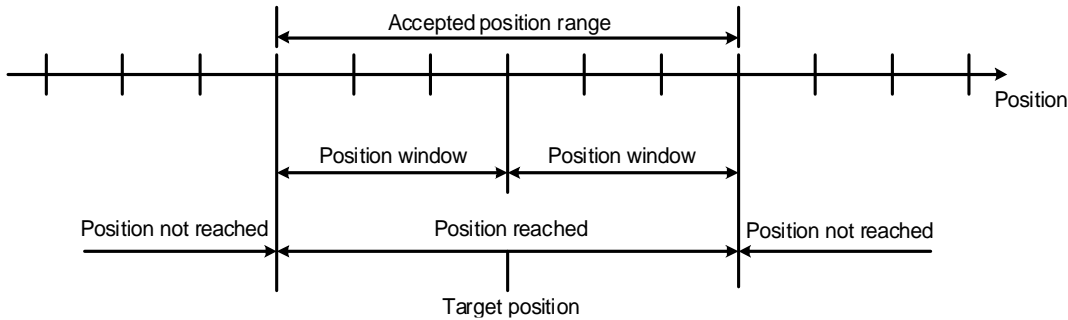 Accepted position range
Position
Position window
Position window
Position not reached
Position reached
Position not reached
Target position